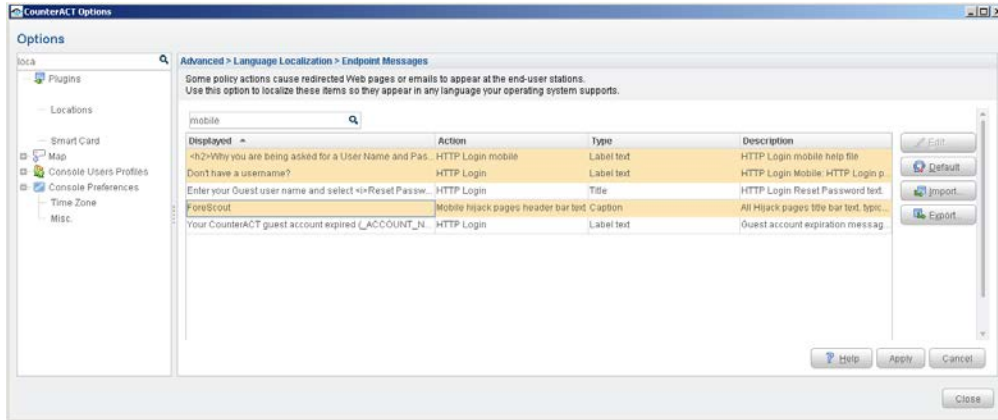 CounterACT Options
Options
loca
Plugins
Locations
Smart Card
Map
Console Users Profiles
Console Preferences
Time Zone
Misc.
Advanced > Language Localization > Endpoint Messages
Some policy actions cause redirected Web pages or emails to appear at the end-user stations.
Use this option to localize these items so they appear in any language your operating system supports.
mobile
Displayed Action Type Description
<h2>Why you are being asked for a User Name and Pas... HTTP Login mobile Label text HTTP Login mobile help file
Don't have a username? HTTP Login Label text HTTP Login Mobile: HTTP Login p...
Enter your Guest user name and select <i>Reset Passw... HTTP Login Title HTTP Login Reset Password text.
ForeScout Mobile hijack pages header bar text Caption All Hijack pages title bar text, typic...
Your CounterACT guest account expired (_ACCOUNT_N... HTTP Login Label text Guest account expiration messag...
Edit
Default
Import...
Export...
Help Apply Cancel
Close